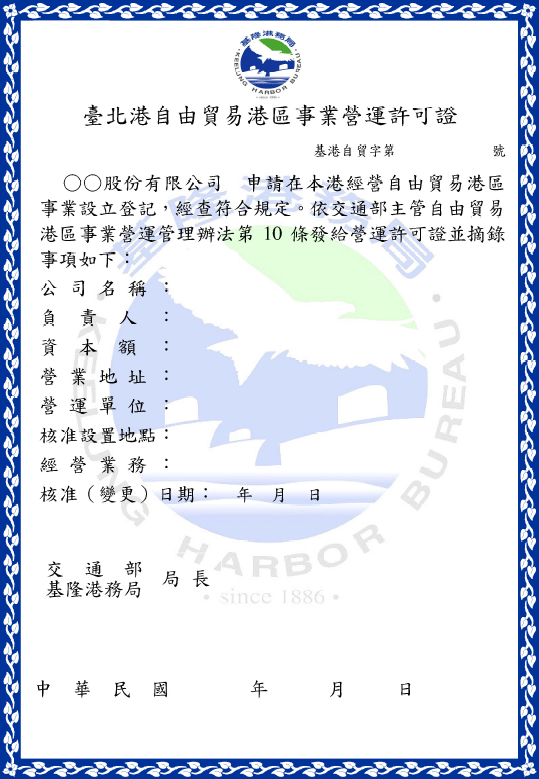 基隆港務局
KEELUNG HARBOR BUREAU
since 1886
臺北港自由貿易港區事業營運許可證
基港自貿字第 號
○○股份有限公司 申請在本港經營自由貿易港區
事業設立登記，經查符合規定。依交通部主管自由貿易
港區事業營運管理辦法第 10 條發給營運許可證並摘錄
事項如下：
公司名稱：
負責人：
資本額：
營業地址：
營運單位：
核准設置地點：
經營業務：
核准（變更）日期： 年 月 日
基隆港務局
KEELUNG HARBOR BUREAU
• since 1886 •
交通部
基隆港務局 局長
中華民國 年 月 日